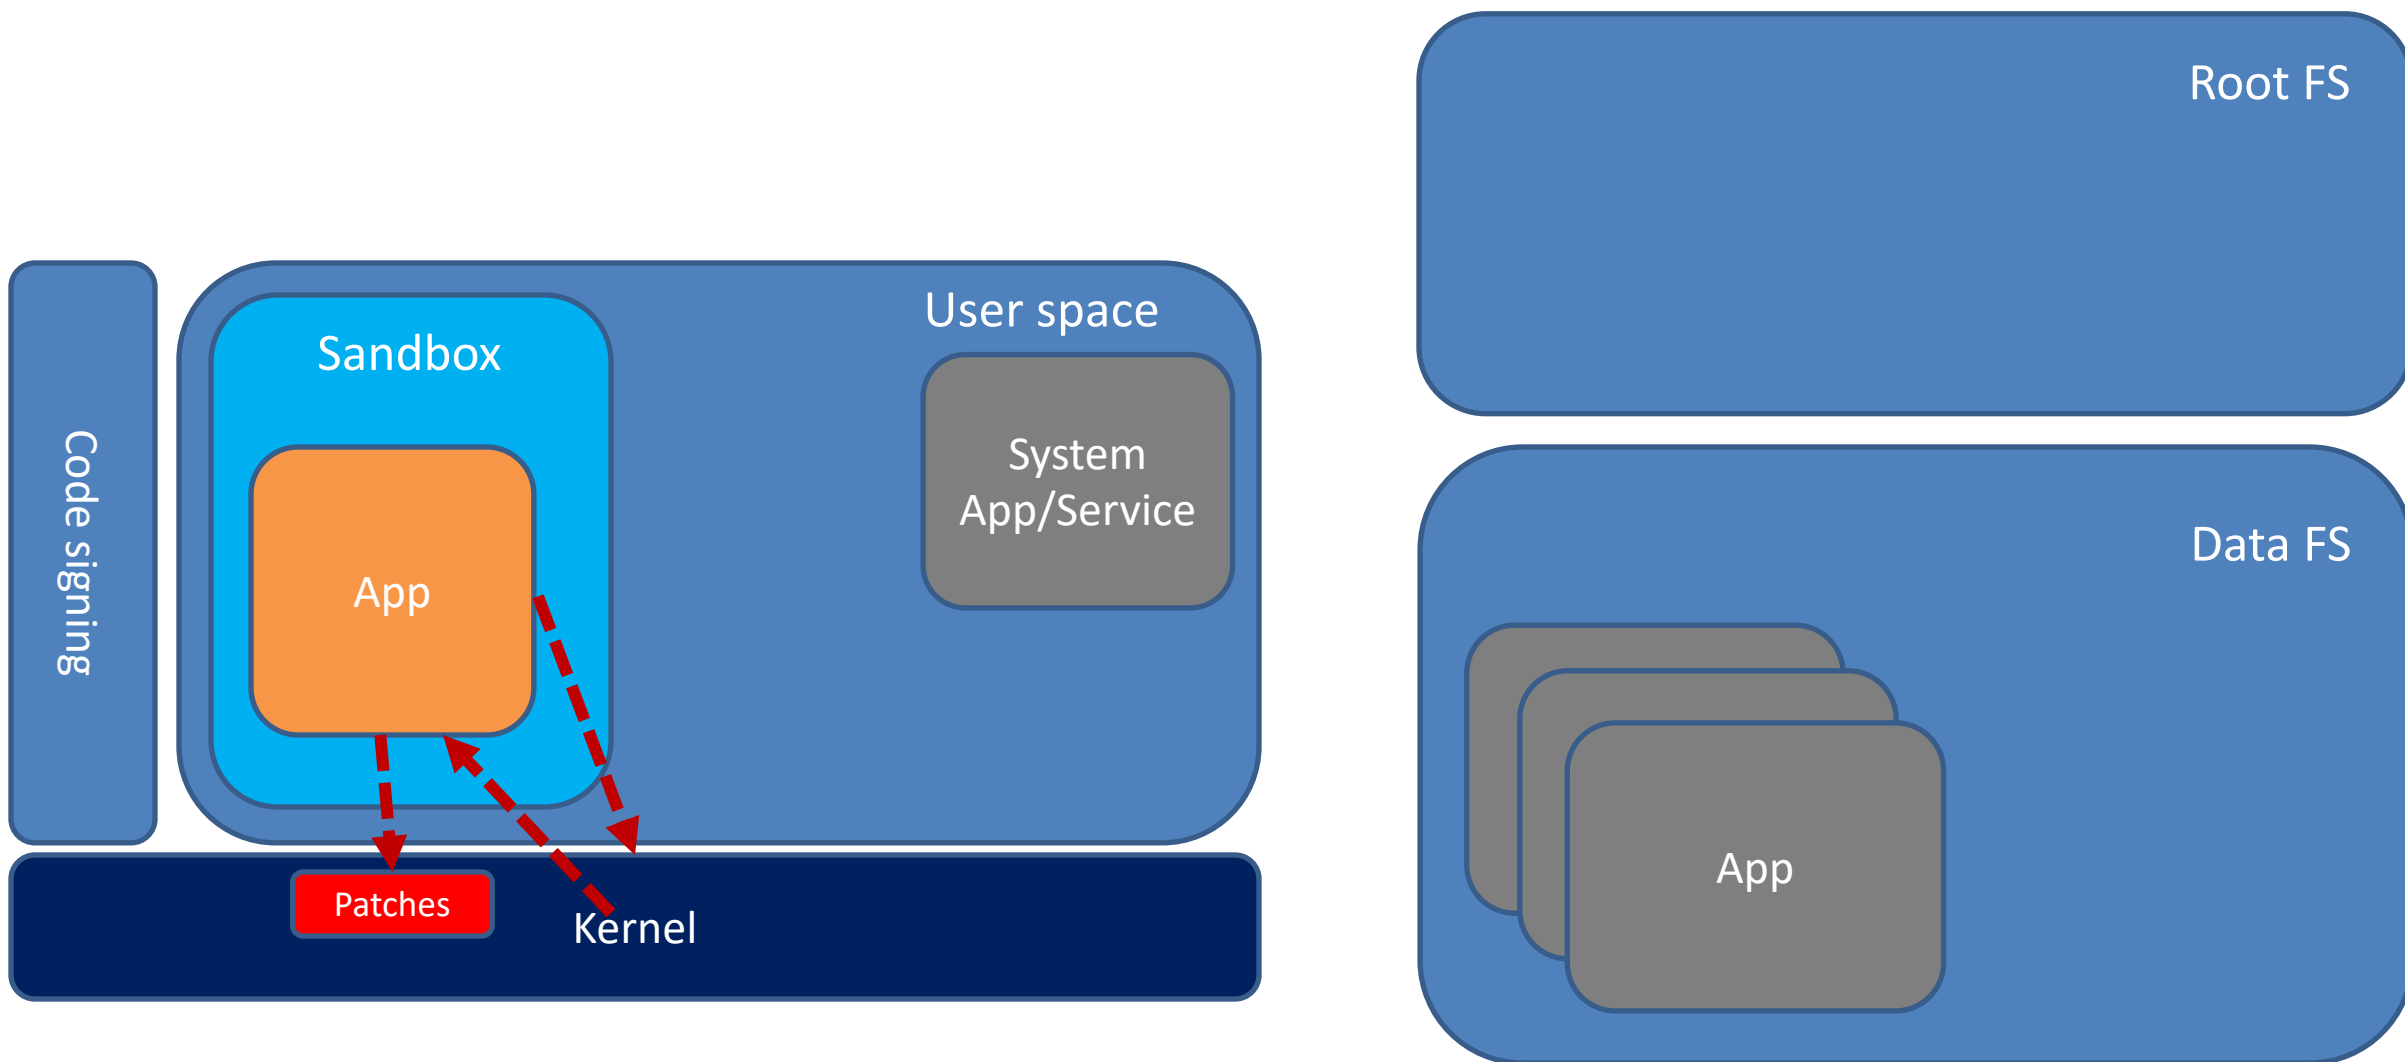 Root FS
User space
Sandbox
System
App/Service
Code signing
App
Data FS
App
Patches
Kernel